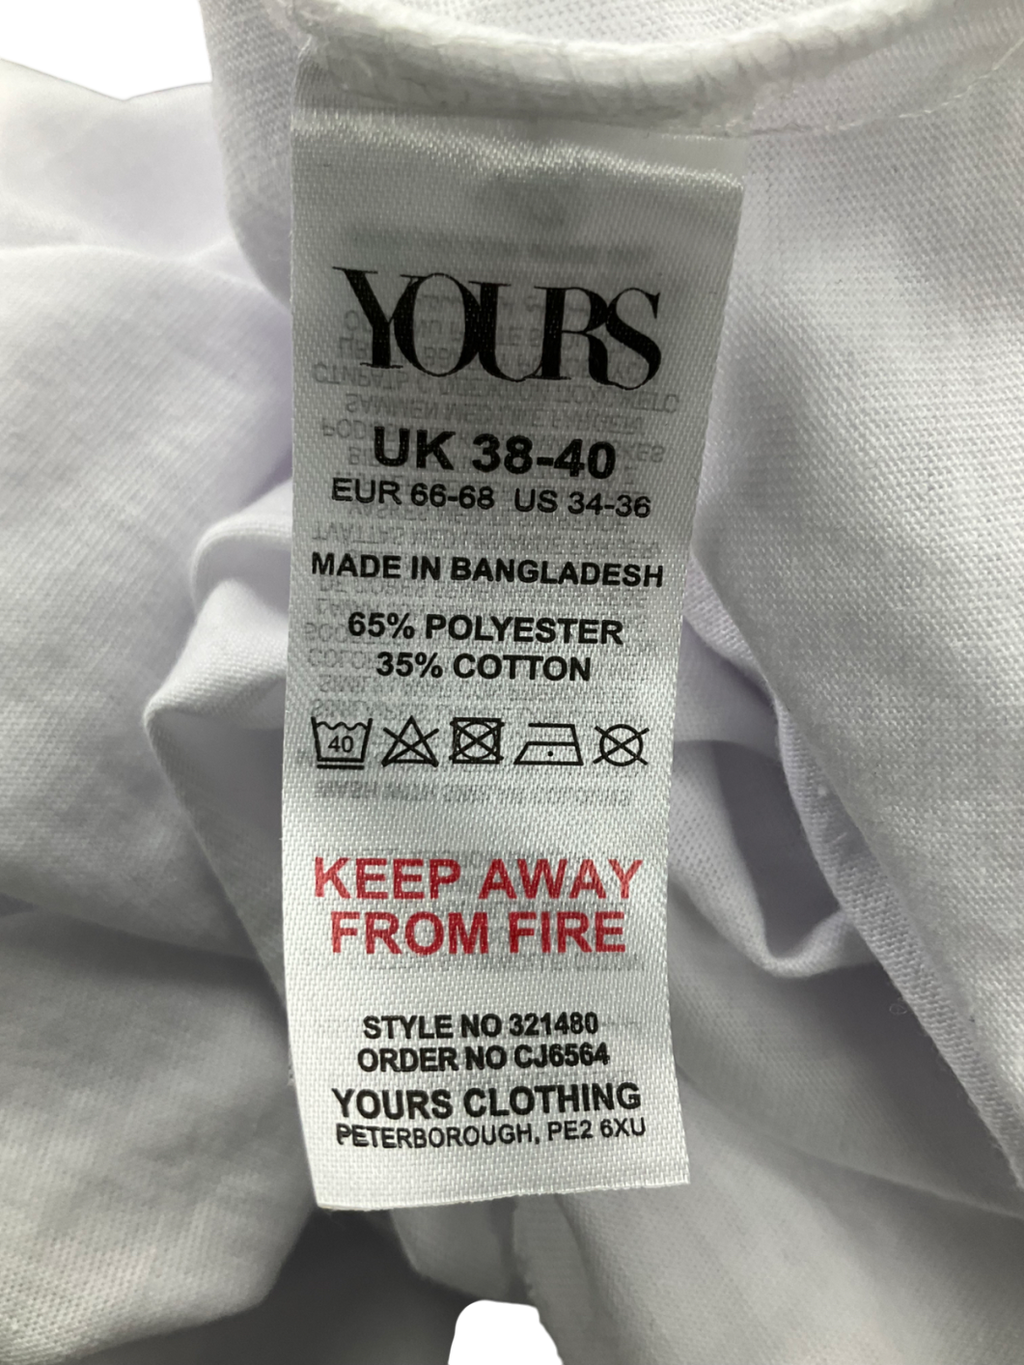 YOURS
UK 38-40
EUR 66-68 US 34-36
MADE IN BANGLADESH
65% POLYESTER
35% COTTON
40
KEEP AWAY
FROM FIRE
STYLE NO 321480
ORDER NO CJ6564
YOURS CLOTHING
PETERBOROUGH, PE2 6XU